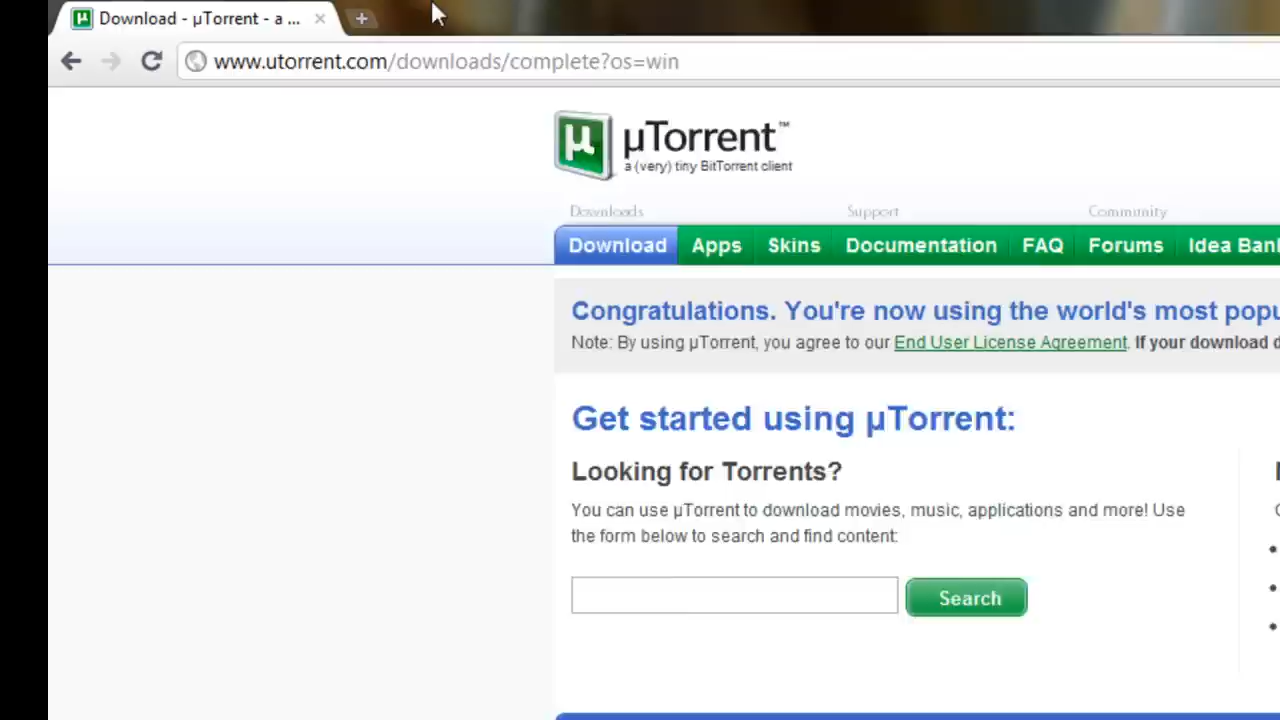 Download - µTorrent - a ...
www.utorrent.com/downloads/complete?os=win
µ
µTorrent™
a (very) tiny BitTorrent client
Downloads Support Community
Download Apps Skins Documentation FAQ Forums Idea Bank
Congratulations. You're now using the world's most popu
Note: By using µTorrent, you agree to our End User License Agreement. If your download d
Get started using µTorrent:
Looking for Torrents?
You can use µTorrent to download movies, music, applications and more! Use
the form below to search and find content:
Search